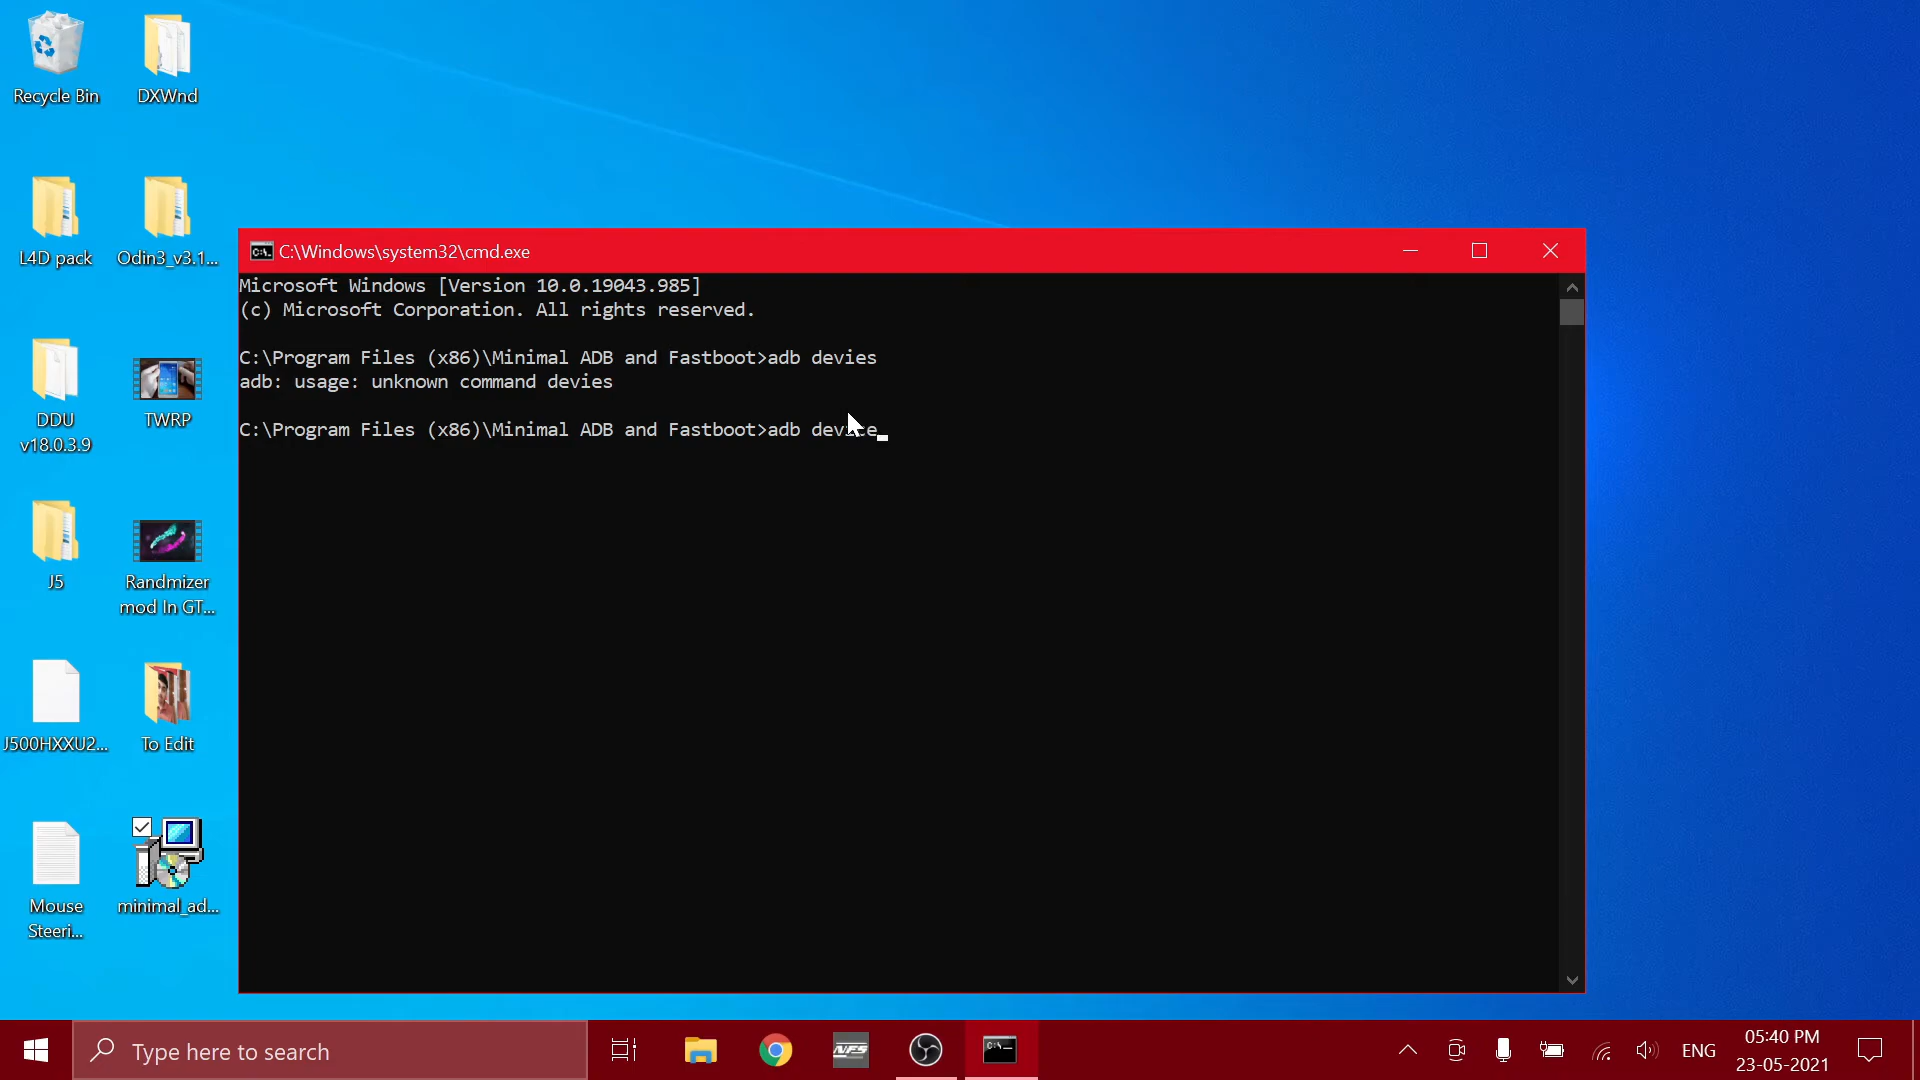 Recycle Bin
DXWnd
L4D pack
Odin3_v3.1...
DDU
v18.0.3.9
TWRP
J5
Randmizer
mod In GT...
J500HXXU2...
To Edit
Mouse
Steeri...
minimal_ad...
C:\Windows\system32\cmd.exe
Microsoft Windows [Version 10.0.19043.985]
(c) Microsoft Corporation. All rights reserved.
C:\Program Files (x86)\Minimal ADB and Fastboot>adb devies
adb: usage: unknown command devies
C:\Program Files (x86)\Minimal ADB and Fastboot>adb device_
Type here to search
NFS
ENG
05:40 PM
23-05-2021